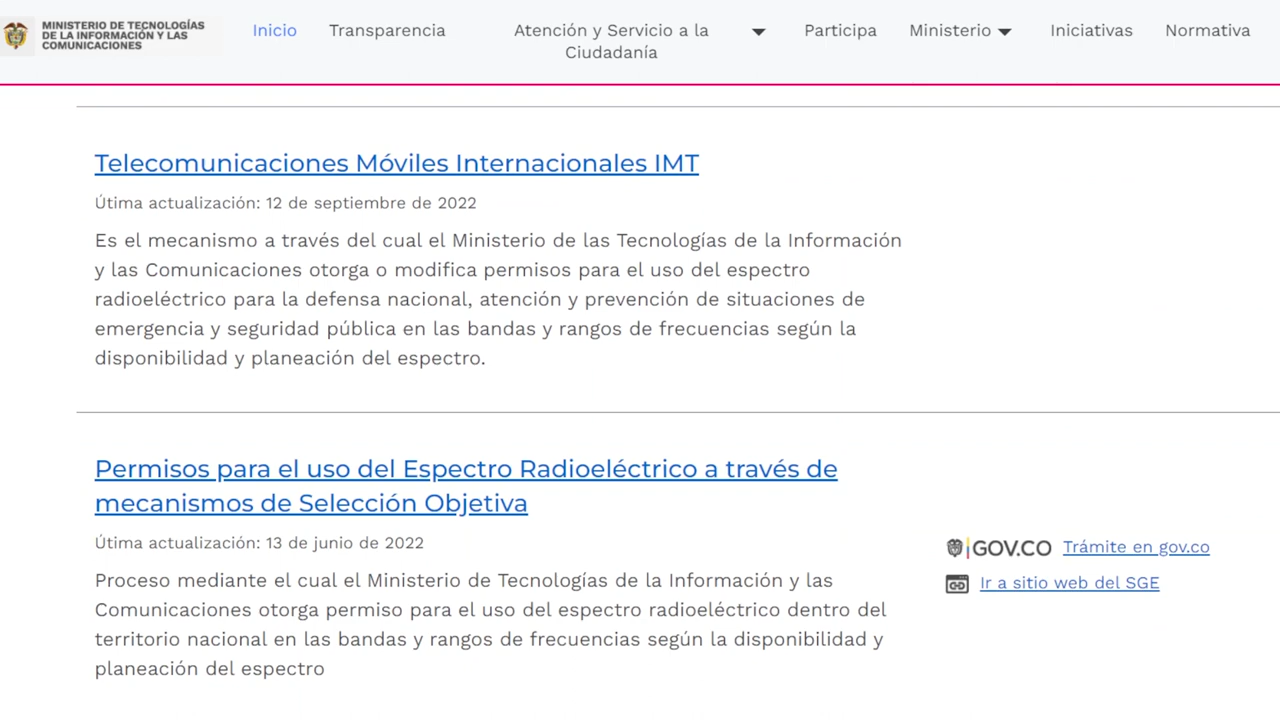 MINISTERIO DE TECNOLOGÍAS
DE LA INFORMACIÓN Y LAS
COMUNICACIONES
Inicio
Transparencia
Atención y Servicio a la
Ciudadanía
Participa
Ministerio
Iniciativas
Normativa
Telecomunicaciones Móviles Internacionales IMT
Útima actualización: 12 de septiembre de 2022
Es el mecanismo a través del cual el Ministerio de las Tecnologías de la Información
y las Comunicaciones otorga o modifica permisos para el uso del espectro
radioeléctrico para la defensa nacional, atención y prevención de situaciones de
emergencia y seguridad pública en las bandas y rangos de frecuencias según la
disponibilidad y planeación del espectro.
Permisos para el uso del Espectro Radioeléctrico a través de
mecanismos de Selección Objetiva
Útima actualización: 13 de junio de 2022
Proceso mediante el cual el Ministerio de Tecnologías de la Información y las
Comunicaciones otorga permiso para el uso del espectro radioeléctrico dentro del
territorio nacional en las bandas y rangos de frecuencias según la disponibilidad y
planeación del espectro
GOV.CO Trámite en gov.co
Ir a sitio web del SGE